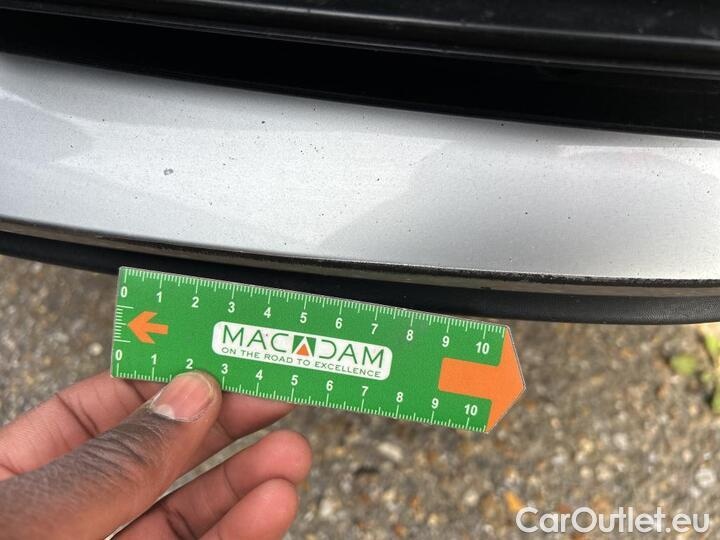 0 1 2 3 4 5 6 7 8 9 10
MACADAM
ON THE ROAD TO EXCELLENCE
0 1 2 3 4 5 6 7 8 9 10
CarOutlet.eu